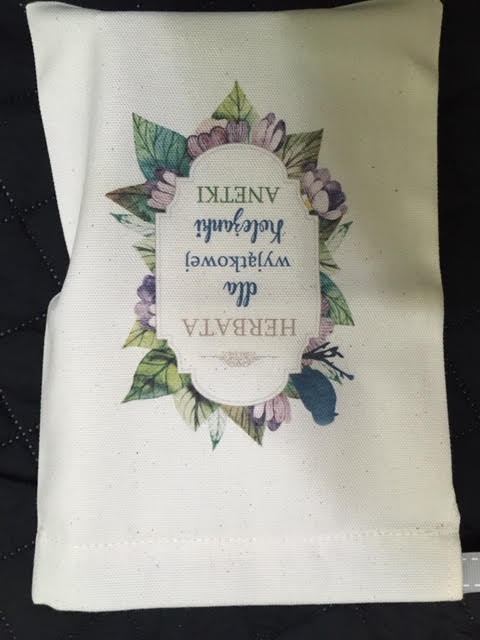 HERBATA
dla
wyjątkowej
Koleżanki
ANETKI